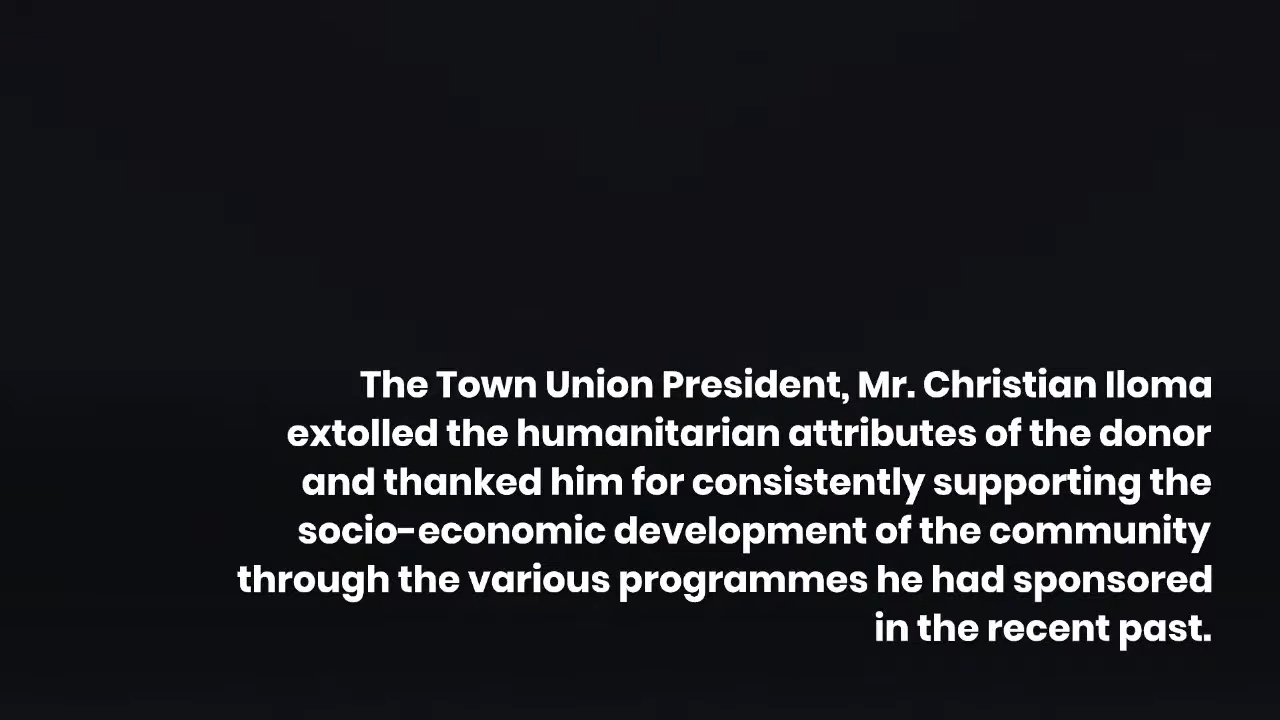 The Town Union President, Mr. Christian Iloma
extolled the humanitarian attributes of the donor
and thanked him for consistently supporting the
socio-economic development of the community
through the various programmes he had sponsored
in the recent past.